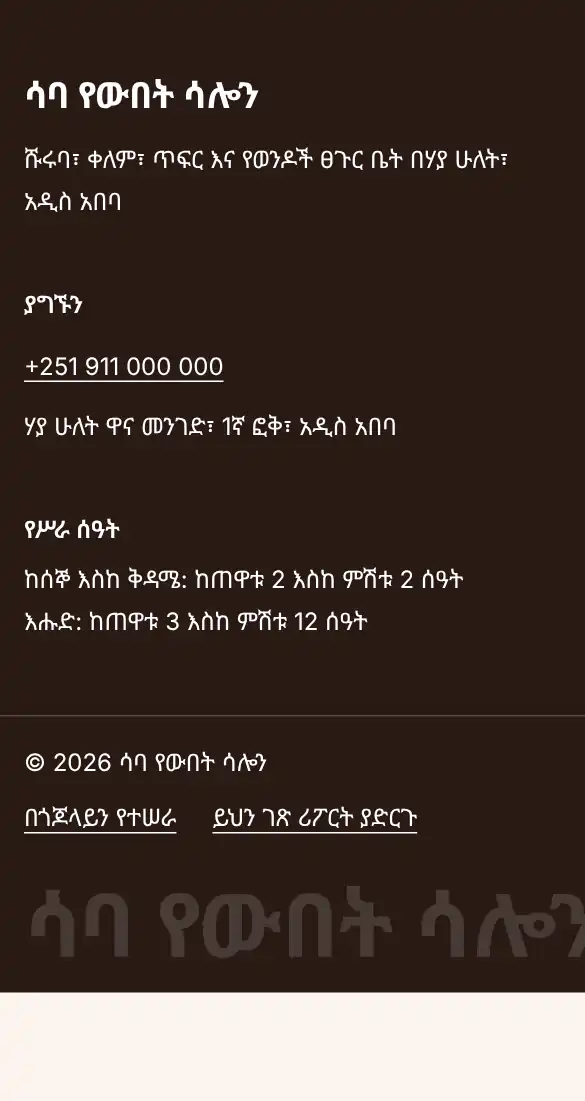 ሳባ የውበት ሳሎን
ሹሩባ፣ ቀለም፣ ጥፍር እና የወንዶች ፀጉር ቤት በሃያ ሁለት፣
አዲስ አበባ
ያግኙን
+251 911 000 000
ሃያ ሁለት ዋና መንገድ፣ 1ኛ ፎቅ፣ አዲስ አበባ
የሥራ ሰዓት
ከሰኞ እስከ ቅዳሜ: ከጠዋቱ 2 እስከ ምሽቱ 2 ሰዓት
እሑድ: ከጠዋቱ 3 እስከ ምሽቱ 12 ሰዓት
© 2026 ሳባ የውበት ሳሎን
በጎጆላይን የተሠራ ይህን ገጽ ሪፖርት ያድርጉ
ሳባ የውበት ሳሎን